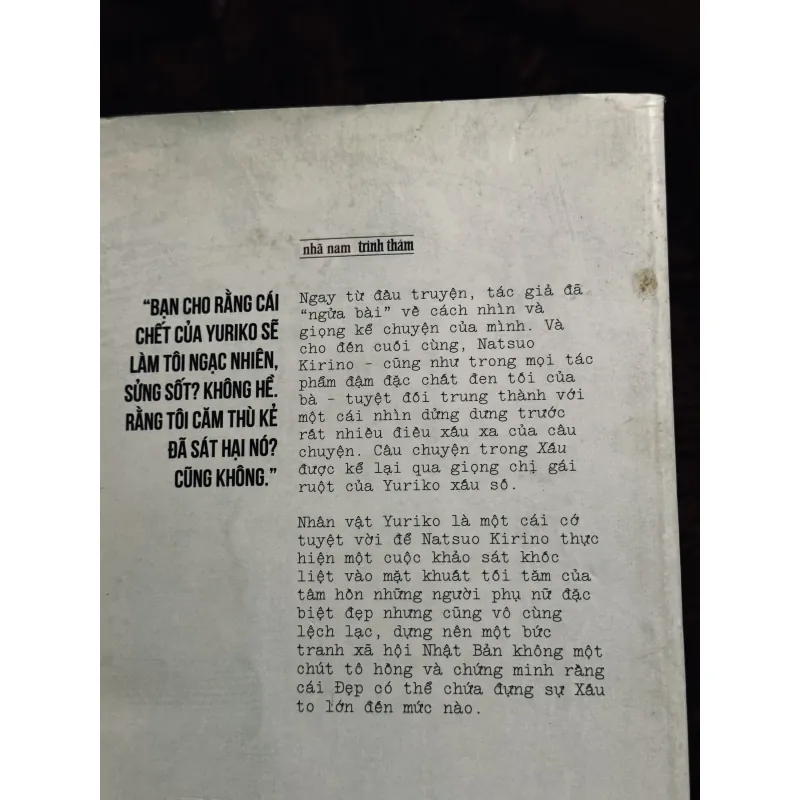 nhã nam trinh thám
“BẠN CHO RẰNG CÁI
CHẾT CỦA YURIKO SẼ
LÀM TÔI NGẠC NHIÊN,
SỬNG SỐT? KHÔNG HỀ.
RẰNG TÔI CĂM THÙ KẺ
ĐÃ SÁT HẠI NÓ?
CŨNG KHÔNG.”
Ngay từ đầu truyện, tác giả đã
“ngửa bài” về cách nhìn và
giọng kể chuyện của mình. Và
cho đến cuối cùng, Natsuo
Kirino - cũng như trong mọi tác
phẩm đậm đặc chất đen tối của
bà - tuyệt đối trung thành với
một cái nhìn dửng dưng trước
rất nhiều điều xấu xa của câu
chuyện. Câu chuyện trong Xấu
được kể lại qua giọng chị gái
ruột của Yuriko xấu số.
Nhân vật Yuriko là một cái cớ
tuyệt vời để Natsuo Kirino thực
hiện một cuộc khảo sát khốc
liệt vào mặt khuất tối tăm của
tâm hồn những người phụ nữ đặc
biệt đẹp nhưng cũng vô cùng
lệch lạc, dựng nên một bức
tranh xã hội Nhật Bản không một
chút tô hồng và chứng minh rằng
cái Đẹp có thể chứa đựng sự Xấu
to lớn đến mức nào.